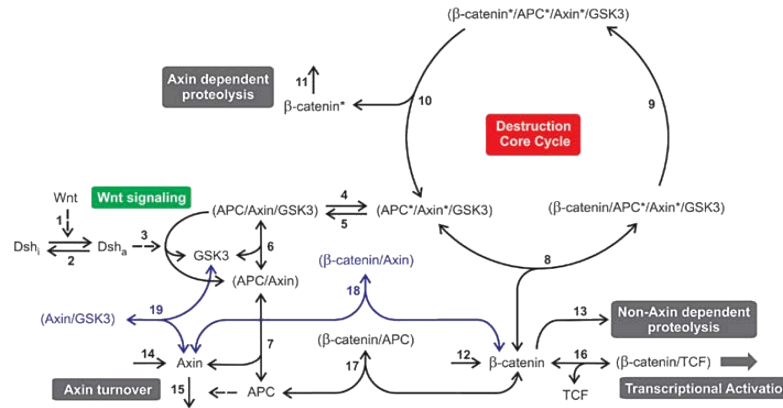 (β-catenin*/APC*/Axin*/GSK3)
Axin dependent
proteolysis
11
β-catenin*
10
9
Destruction
Core Cycle
Wnt
Wnt signaling
1
(APC/Axin/GSK3)
4
5
(APC*/Axin*/GSK3)
(β-catenin/APC*/Axin*/GSK3)
Dshi
2
Dsha
3
GSK3
6
(APC/Axin)
(β-catenin/Axin)
8
18
(Axin/GSK3)
19
13
Non-Axin dependent
proteolysis
7
(β-catenin/APC)
14
Axin
17
12
β-catenin
16
(β-catenin/TCF)
Axin turnover
15
APC
TCF
Transcriptional Activatio